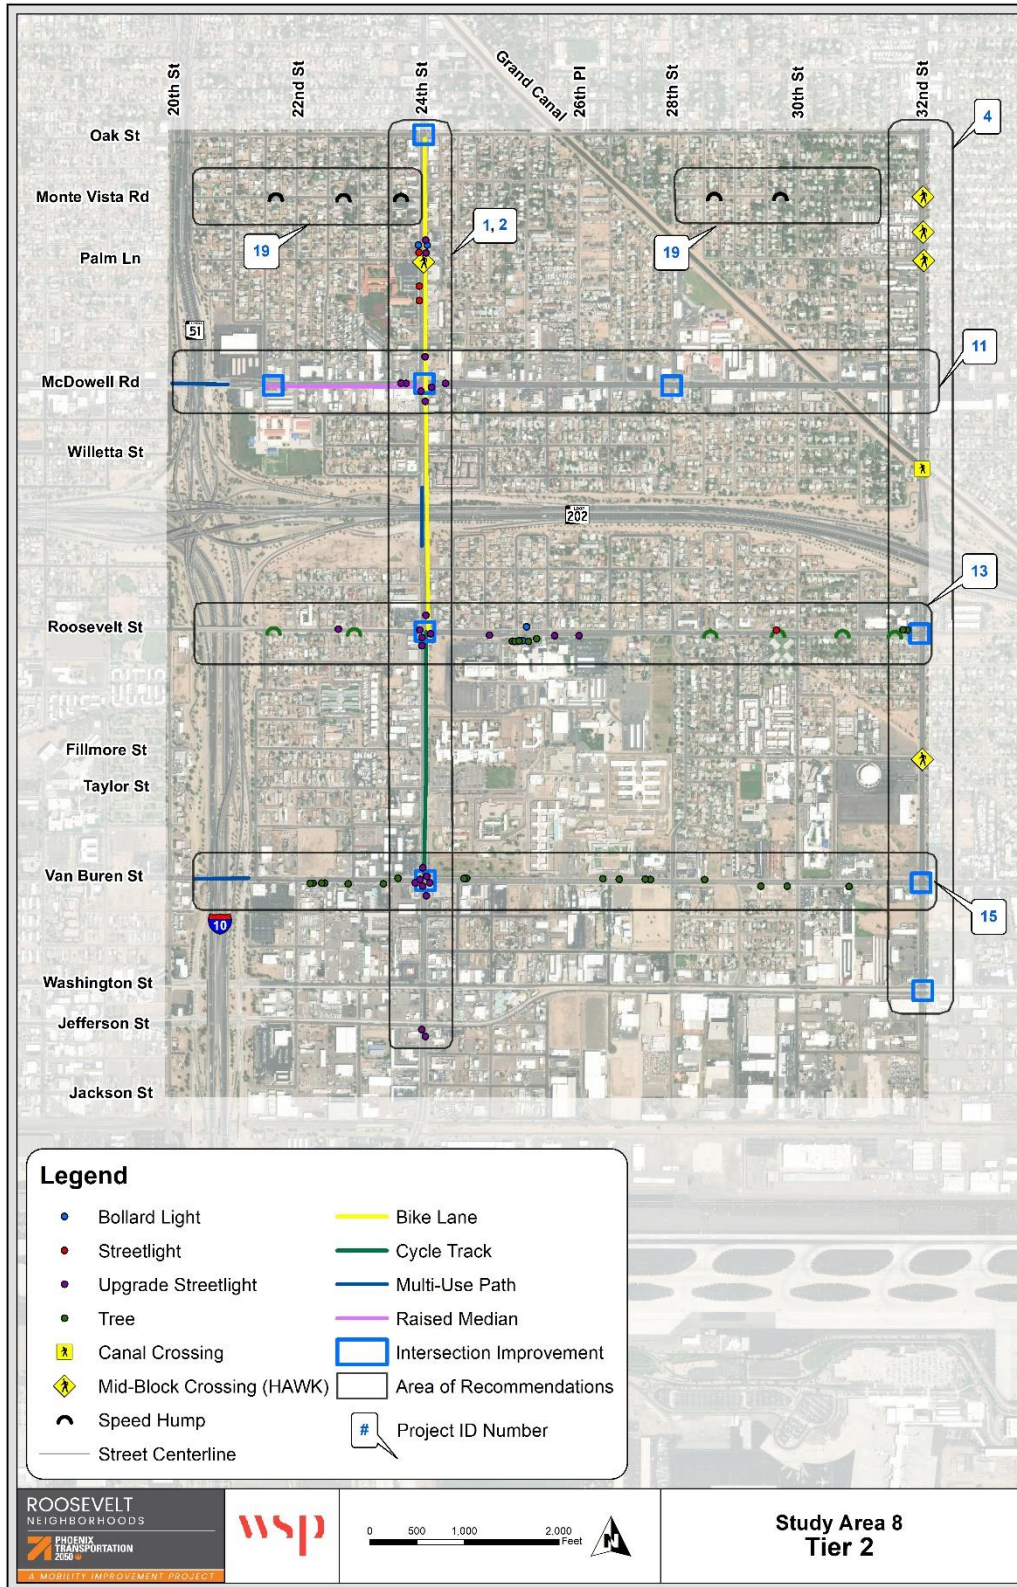 20th St
22nd St
24th St
Grand Canal
26th Pl
28th St
30th St
32nd St
Oak St
4
Monte Vista Rd
1, 2
19
19
Palm Ln
51
11
McDowell Rd
Willetta St
LOOP
202
13
Roosevelt St
Fillmore St
Taylor St
Van Buren St
15
10
Washington St
Jefferson St
Jackson St
Legend
Bollard Light
Streetlight
Upgrade Streetlight
Tree
Canal Crossing
Mid-Block Crossing (HAWK)
Speed Hump
Street Centerline
Bike Lane
Cycle Track
Multi-Use Path
Raised Median
Intersection Improvement
Area of Recommendations
# Project ID Number
ROOSEVELT
NEIGHBORHOODS
PHOENIX
TRANSPORTATION
2050
A MOBILITY IMPROVEMENT PROJECT
wsp
0 500 1,000 2,000
Feet
N
Study Area 8
Tier 2